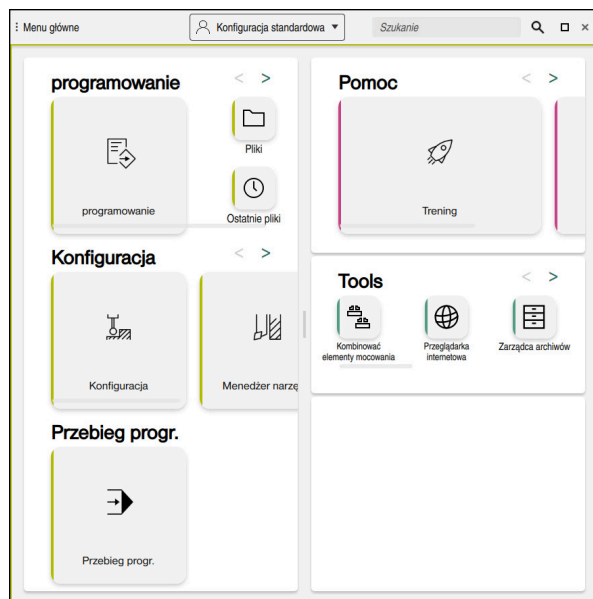 Menu główne
Konfiguracja standardowa
Szukanie
programowanie
programowanie
Pliki
Ostatnie pliki
Konfiguracja
Konfiguracja
Menedżer narzę
Przebieg progr.
Przebieg progr.
Pomoc
Trening
Tools
Kombinować
elementy mocowania
Przeglądarka
internetowa
Zarządca archiwów